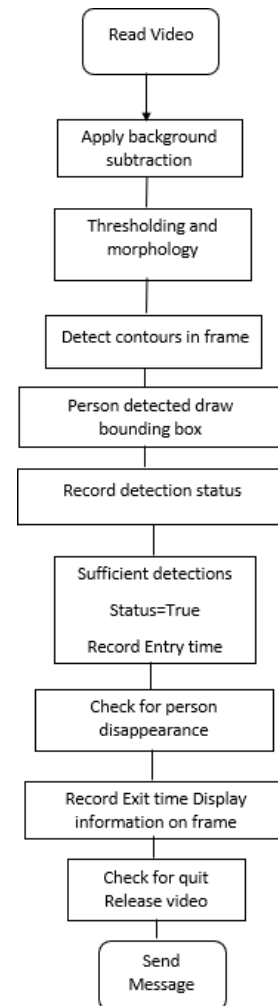 Read Video
Apply background
subtraction
Thresholding and
morphology
Detect contours in frame
Person detected draw
bounding box
Record detection status
Sufficient detections
Status=True
Record Entry time
Check for person
disappearance
Record Exit time Display
information on frame
Check for quit
Release video
Send
Message